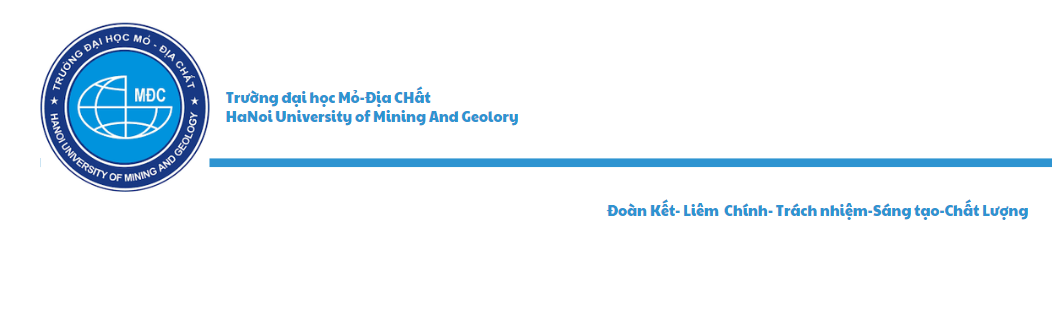 TRƯỜNG ĐẠI HỌC MỎ - ĐỊA CHẤT
MĐC
HANOI UNIVERSITY OF MINING AND GEOLOGY
Trường đại học Mỏ-Địa CHất
HaNoi University of Mining And Geolory
Đoàn Kết- Liêm Chính- Trách nhiệm-Sáng tạo-Chất Lượng